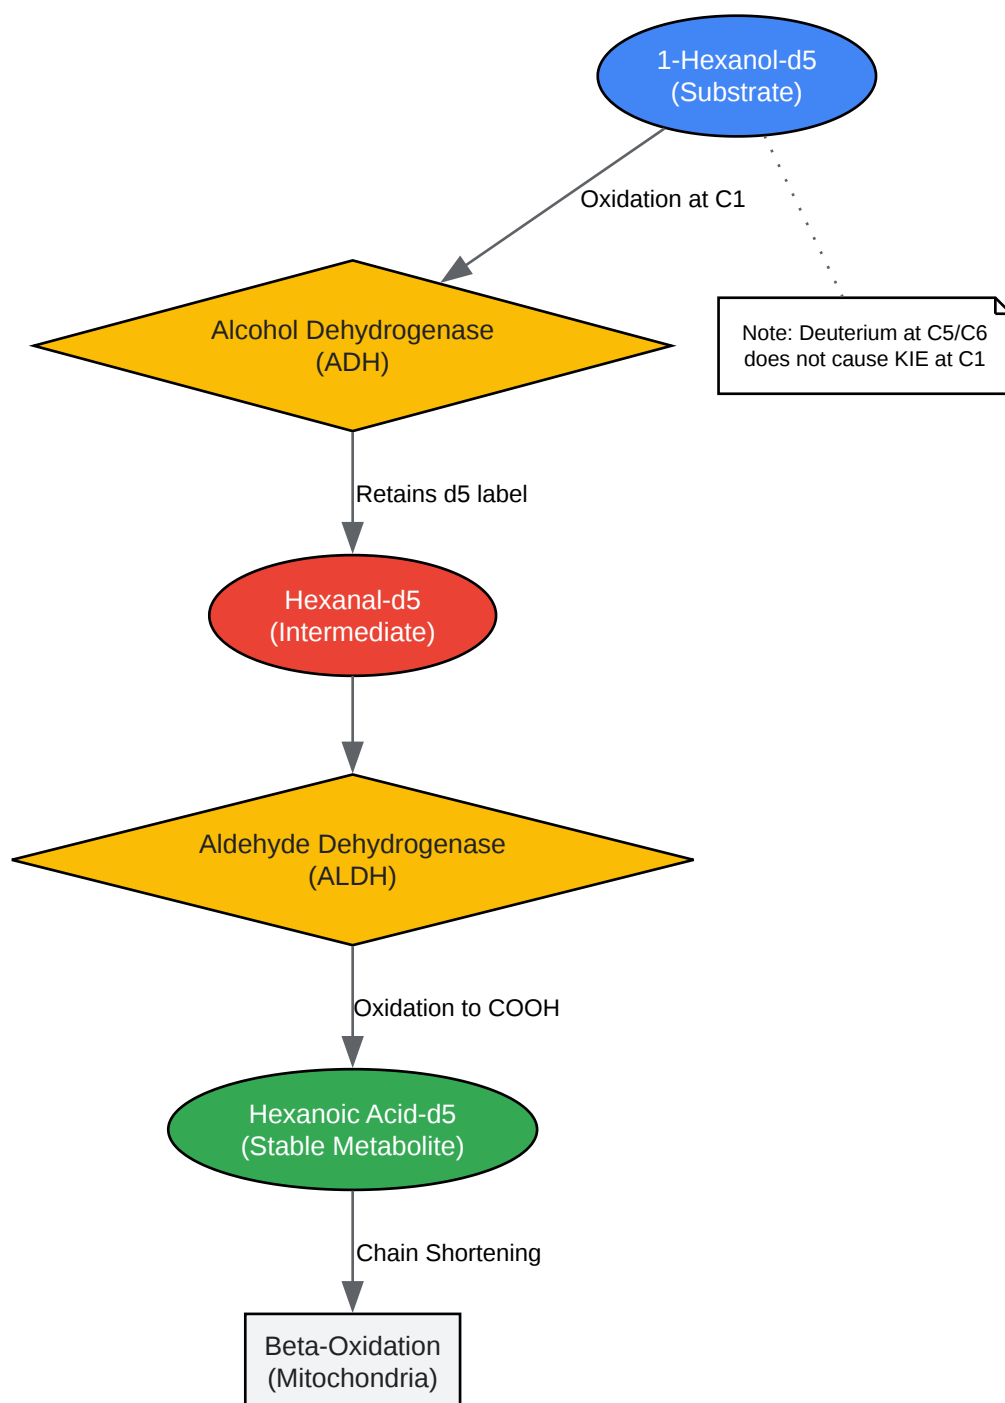 1-Hexanol-d5
(Substrate)
Oxidation at C1
Alcohol Dehydrogenase
(ADH)
Note: Deuterium at C5/C6
does not cause KIE at C1
Retains d5 label
Hexanal-d5
(Intermediate)
Aldehyde Dehydrogenase
(ALDH)
Oxidation to COOH
Hexanoic Acid-d5
(Stable Metabolite)
Chain Shortening
Beta-Oxidation
(Mitochondria)